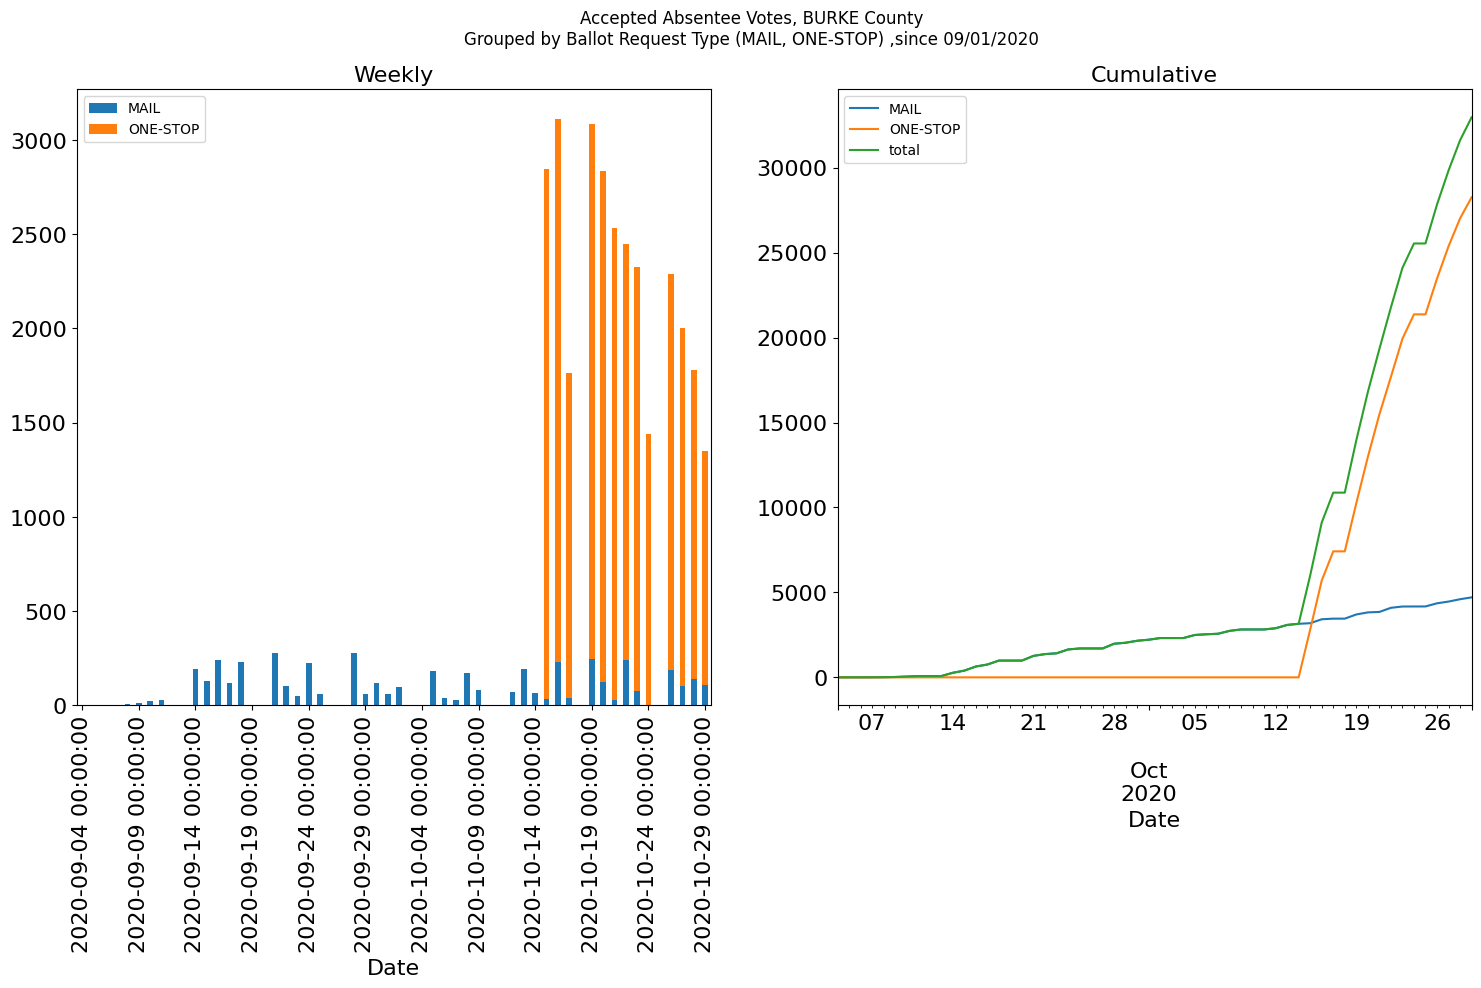 Accepted Absentee Votes, BURKE County
Grouped by Ballot Request Type (MAIL, ONE-STOP) ,since 09/01/2020
Weekly
MAIL
ONE-STOP
3000
2500
2000
1500
1000
500
0
2020-09-04 00:00:00
2020-09-09 00:00:00
2020-09-14 00:00:00
2020-09-19 00:00:00
2020-09-24 00:00:00
2020-09-29 00:00:00
2020-10-04 00:00:00
2020-10-09 00:00:00
2020-10-14 00:00:00
2020-10-19 00:00:00
2020-10-24 00:00:00
2020-10-29 00:00:00
Date
Cumulative
MAIL
ONE-STOP
total
30000
25000
20000
15000
10000
5000
0
07 14 21 28 05 12 19 26
Oct
2020
Date